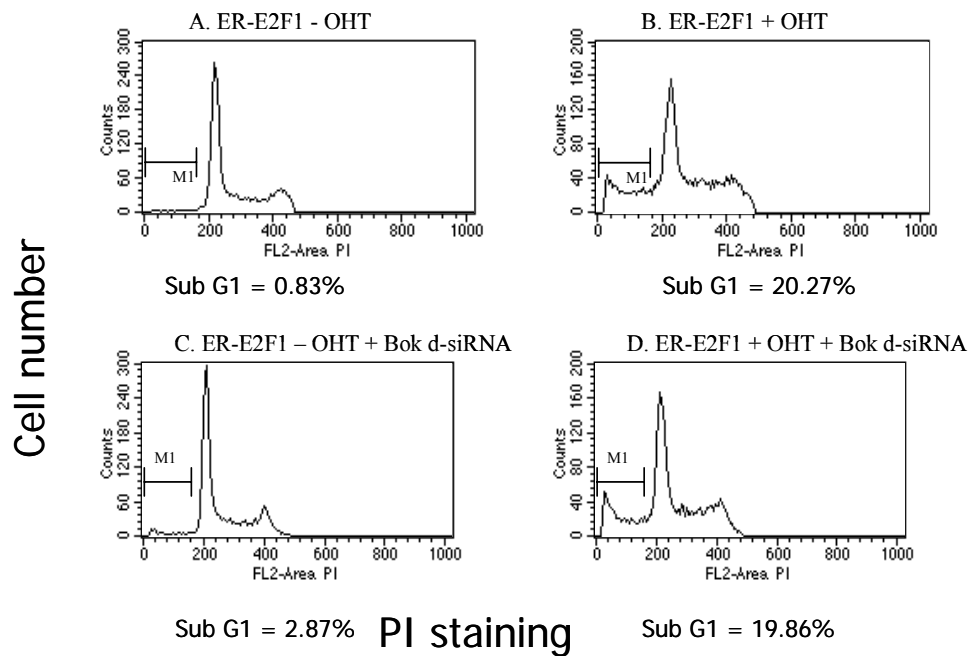 A. ER-E2F1 - OHT
300
240
180
120
60
0
Counts
M1
0 200 400 600 800 1000
FL2-Area PI
Sub G1 = 0.83%
B. ER-E2F1 + OHT
200
160
120
80
40
0
Counts
M1
0 200 400 600 800 1000
FL2-Area PI
Sub G1 = 20.27%
Cell number
C. ER-E2F1 – OHT + Bok d-siRNA
300
240
180
120
60
0
Counts
M1
0 200 400 600 800 1000
FL2-Area PI
Sub G1 = 2.87%
D. ER-E2F1 + OHT + Bok d-siRNA
200
160
120
80
40
0
Counts
M1
0 200 400 600 800 1000
FL2-Area PI
Sub G1 = 19.86%
PI staining